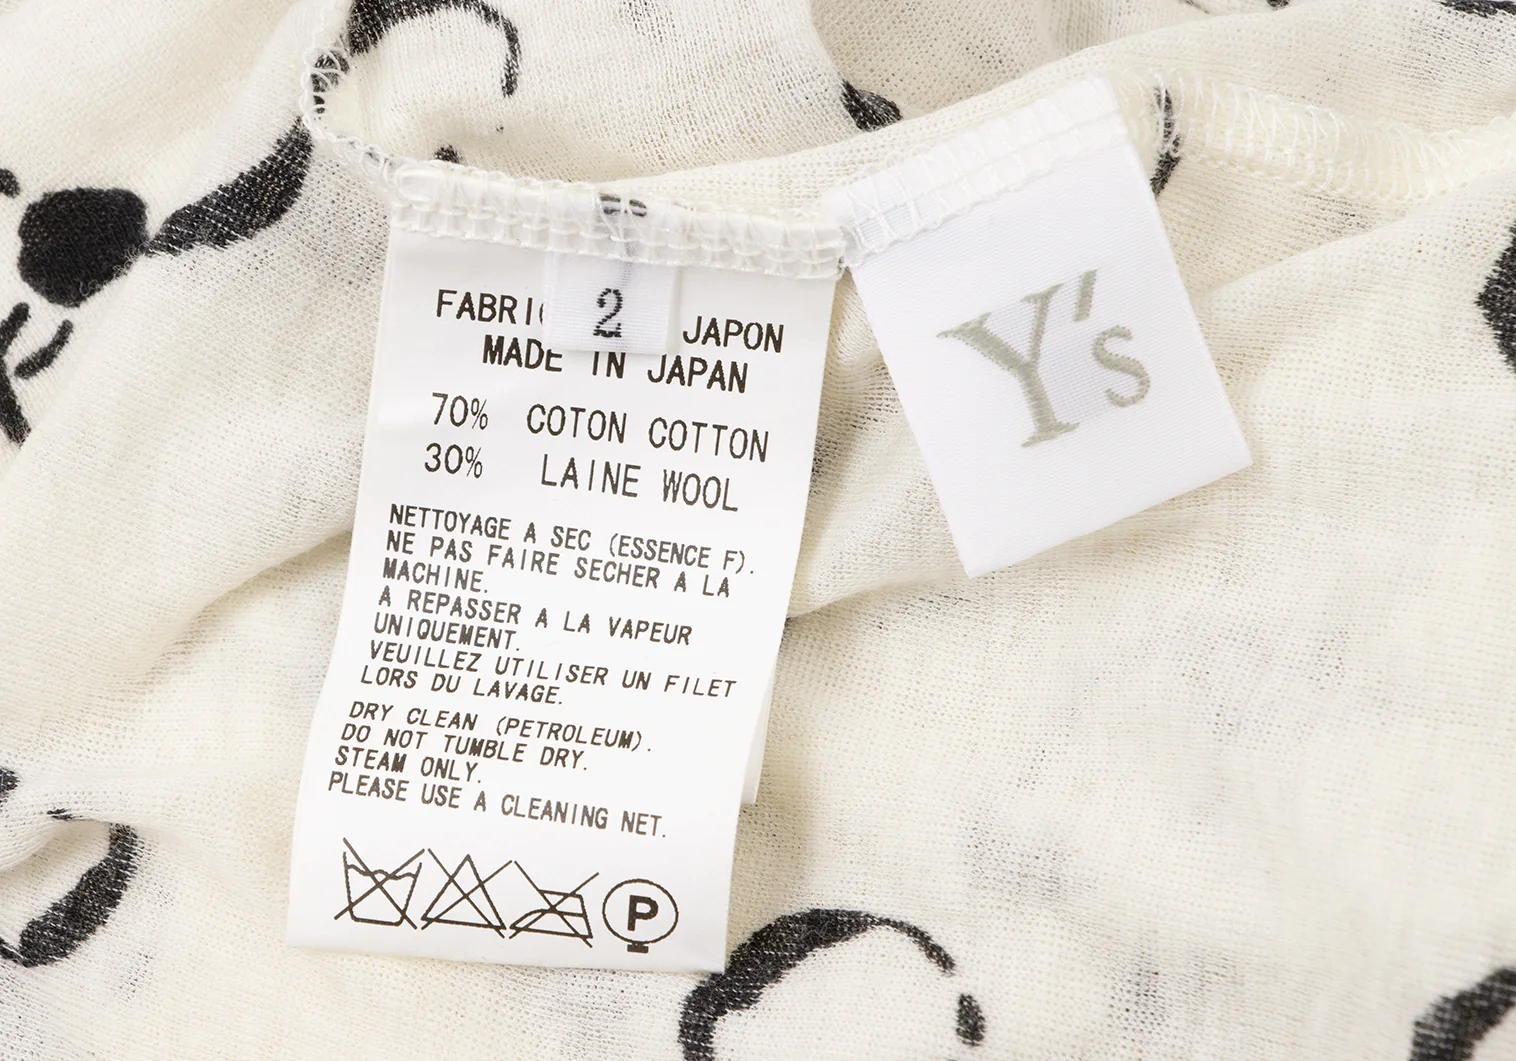 2
JAPON
MADE IN JAPAN
70% COTON COTTON
30% LAINE WOOL
NETTOYAGE A SEC (ESSENCE F).
NE PAS FAIRE SECHER A LA
MACHINE.
A REPASSER A LA VAPEUR
UNIQUEMENT.
VEUILLEZ UTILISER UN FILET
LORS DU LAVAGE.
DRY CLEAN (PETROLEUM).
DO NOT TUMBLE DRY.
STEAM ONLY.
PLEASE USE A CLEANING NET.
P
Y's